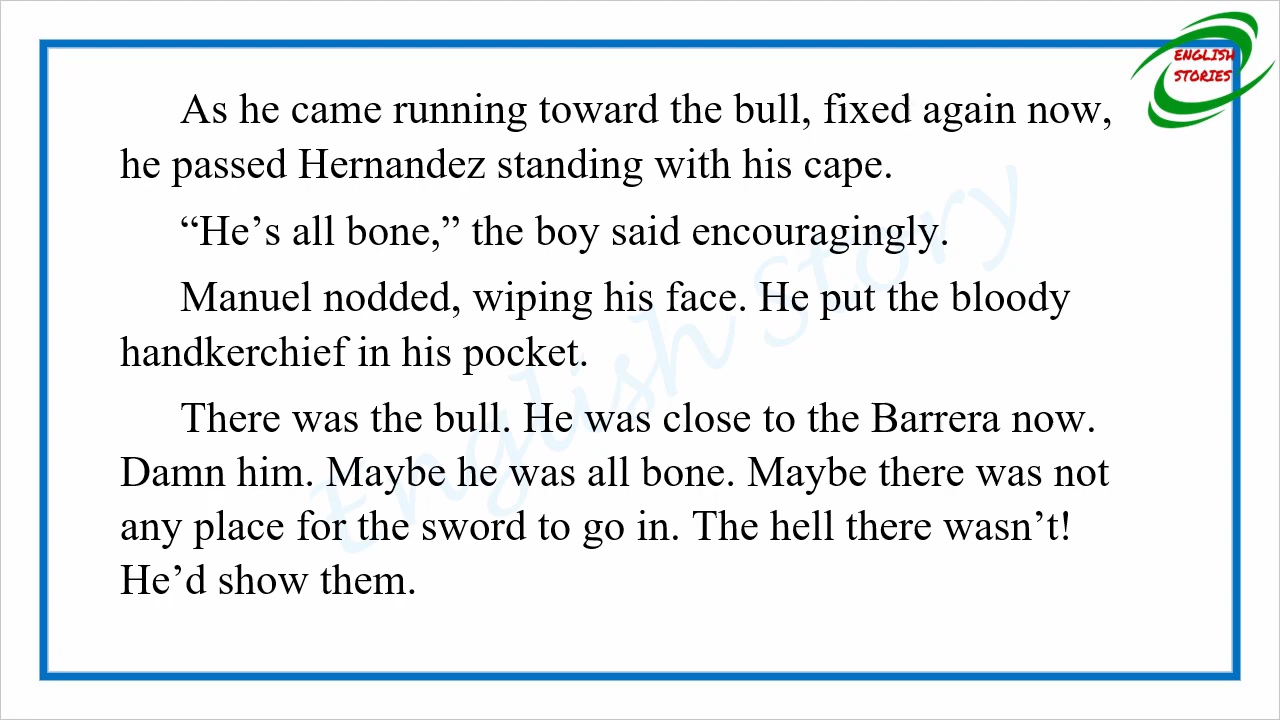 ENGLISH
STORIES
As he came running toward the bull, fixed again now,
he passed Hernandez standing with his cape.
“He’s all bone,” the boy said encouragingly.
Manuel nodded, wiping his face. He put the bloody
handkerchief in his pocket.
There was the bull. He was close to the Barrera now.
Damn him. Maybe he was all bone. Maybe there was not
any place for the sword to go in. The hell there wasn’t!
He’d show them.
English Story